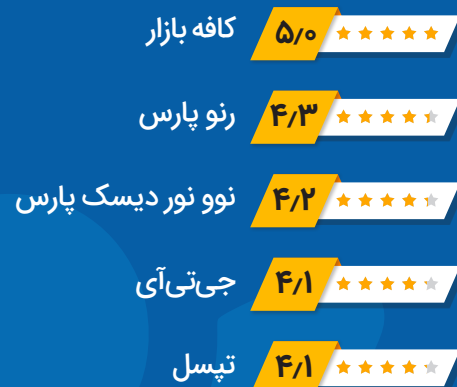 کافه بازار ۵٫۰
رنو پارس ۴٫۳
نوو نور دیسک پارس ۴٫۲
جی‌تی‌آی ۴٫۱
تپسل ۴٫۱